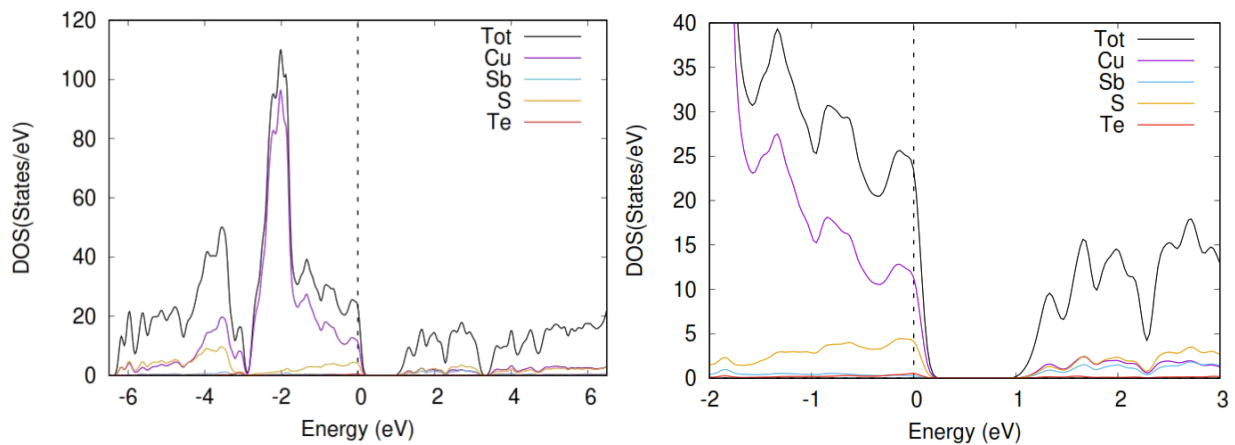 120
100
80
60
40
20
0
DOS(States/eV)
Tot
Cu
Sb
S
Te
-6 -4 -2 0 2 4 6
Energy (eV)
40
35
30
25
20
15
10
5
0
DOS(States/eV)
Tot
Cu
Sb
S
Te
-2 -1 0 1 2 3
Energy (eV)